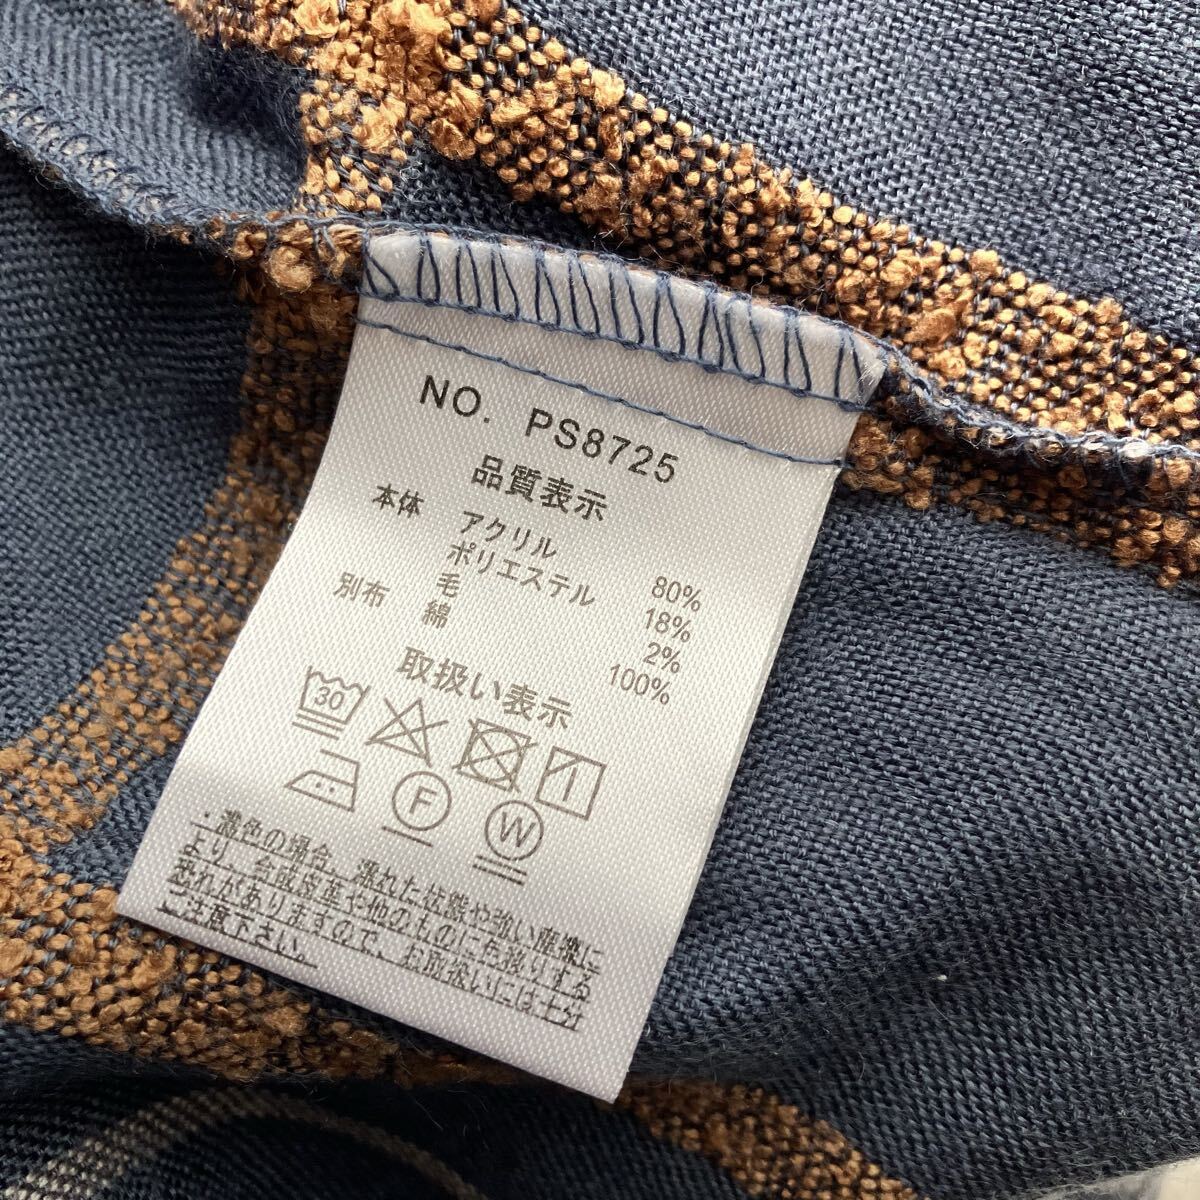 NO. PS8725
品質表示
本体 アクリル 80%
ポリエステル 18%
毛 2%
別布 綿 100%
取扱い表示
30
F
W
・濃色の場合、濡れた状態や強い摩擦に
より、合成皮革や他のものに色移りする
恐れがありますので、お取扱いには十分
ご注意下さい。